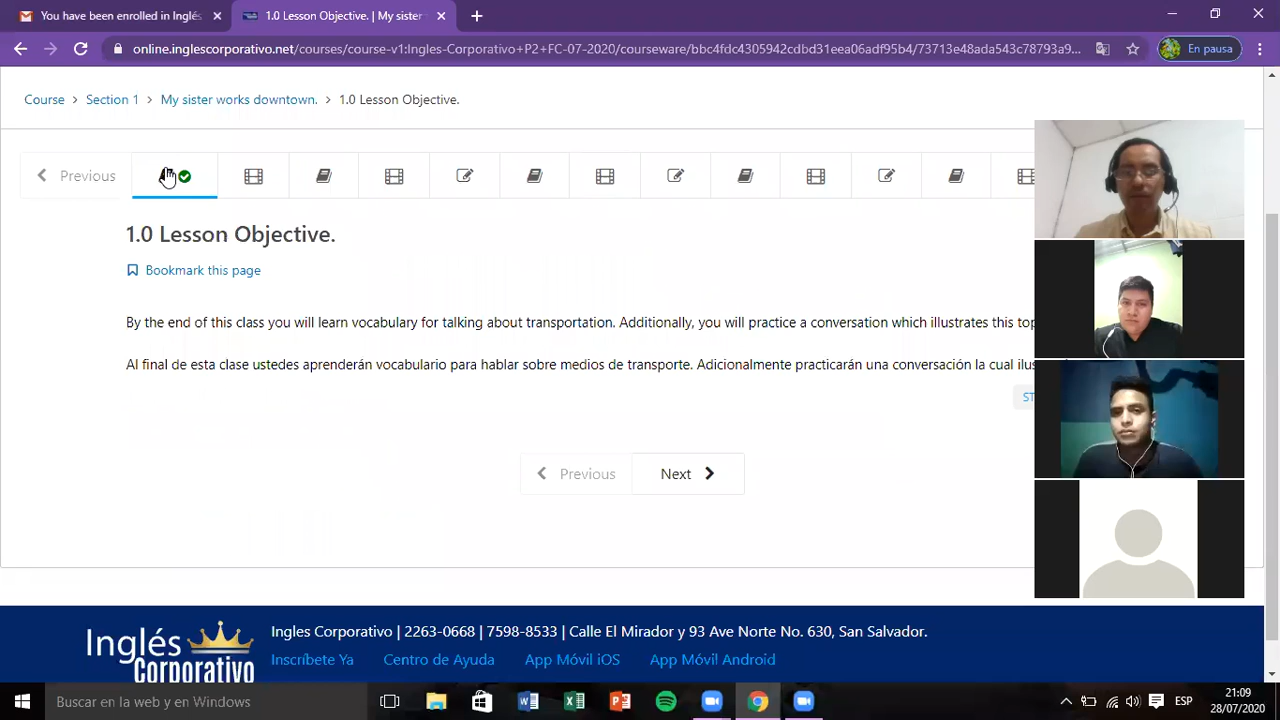 You have been enrolled in Inglés
1.0 Lesson Objective. | My sister
online.inglescorporativo.net/courses/course-v1:Ingles-Corporativo+P2+FC-07-2020/courseware/bbc4fdc4305942cdbd31eea06adf95b4/73713e48ada543c78793a9...
En pausa
Course > Section 1 > My sister works downtown. > 1.0 Lesson Objective.
Previous
1.0 Lesson Objective.
Bookmark this page
By the end of this class you will learn vocabulary for talking about transportation. Additionally, you will practice a conversation which illustrates this
Al final de esta clase ustedes aprenderán vocabulario para hablar sobre medios de transporte. Adicionalmente practicarán una conversación la cual
Previous
Next
Inglés Corporativo
Ingles Corporativo | 2263-0668 | 7598-8533 | Calle El Mirador y 93 Ave Norte No. 630, San Salvador.
Inscríbete Ya
Centro de Ayuda
App Móvil iOS
App Móvil Android
Buscar en la web y en Windows
ESP
21:09
28/07/2020